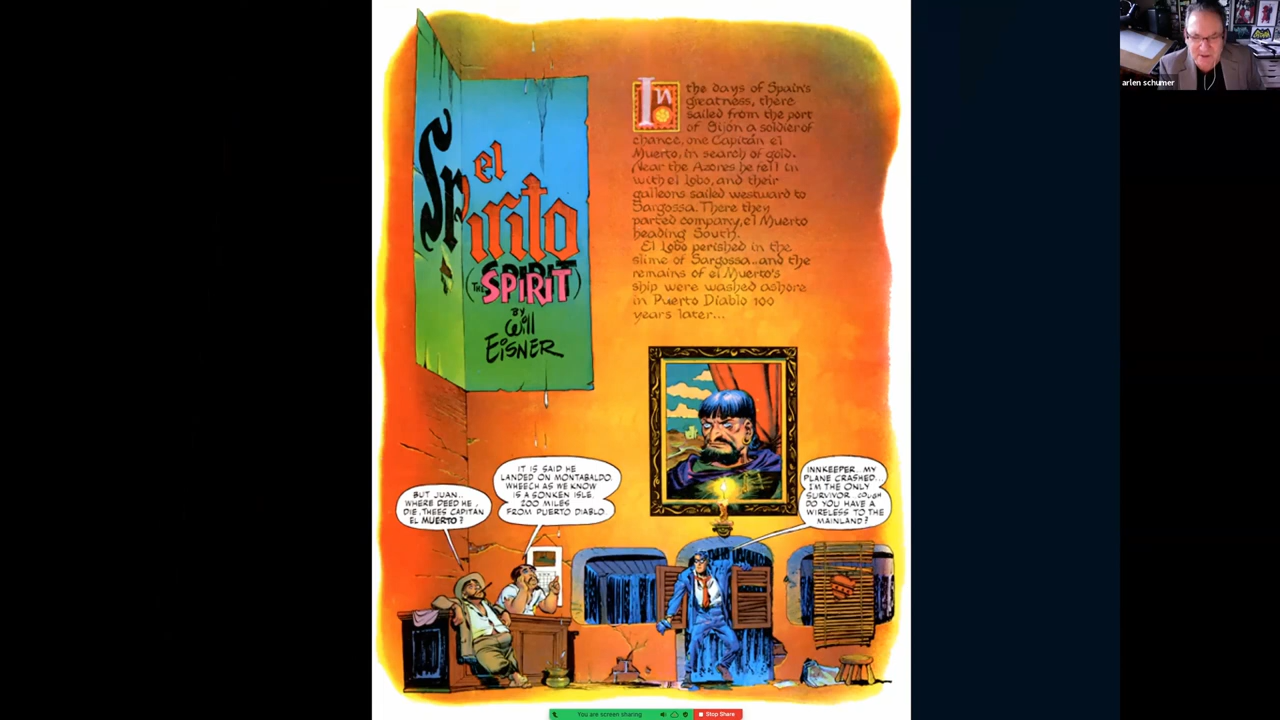 el
Spirito
(The SPIRIT)
BY
Will
EISNER
In the days of Spain's
greatness, there
sailed from the port
of Gijón a soldier of
chance, one Capitán el
Muerto, in search of gold.
Near the Azores he fell in
with el Lobo, and their
galleons sailed westward to
Sargossa. There they
parted company, el Muerto
heading South.
El Lobo perished in the
slime of Sargossa...and the
remains of el Muerto's
ship were washed ashore
in Puerto Diablo 100
years later...
BUT JUAN..
WHERE DEED HE
DIE, THEES CAPITÁN
EL MUERTO?
IT IS SAID HE
LANDED ON MONTABALDO.
WHEECH AS WE KNOW
IS A SONKEN ISLE.
200 MILES
FROM PUERTO DIABLO
INNKEEPER...MY
PLANE CRASHED...
I'M THE ONLY
SURVIVOR..COUGH
DO YOU HAVE A
WIRELESS TO THE
MAINLAND?
arlen schumer
You are screen sharing
Stop Share